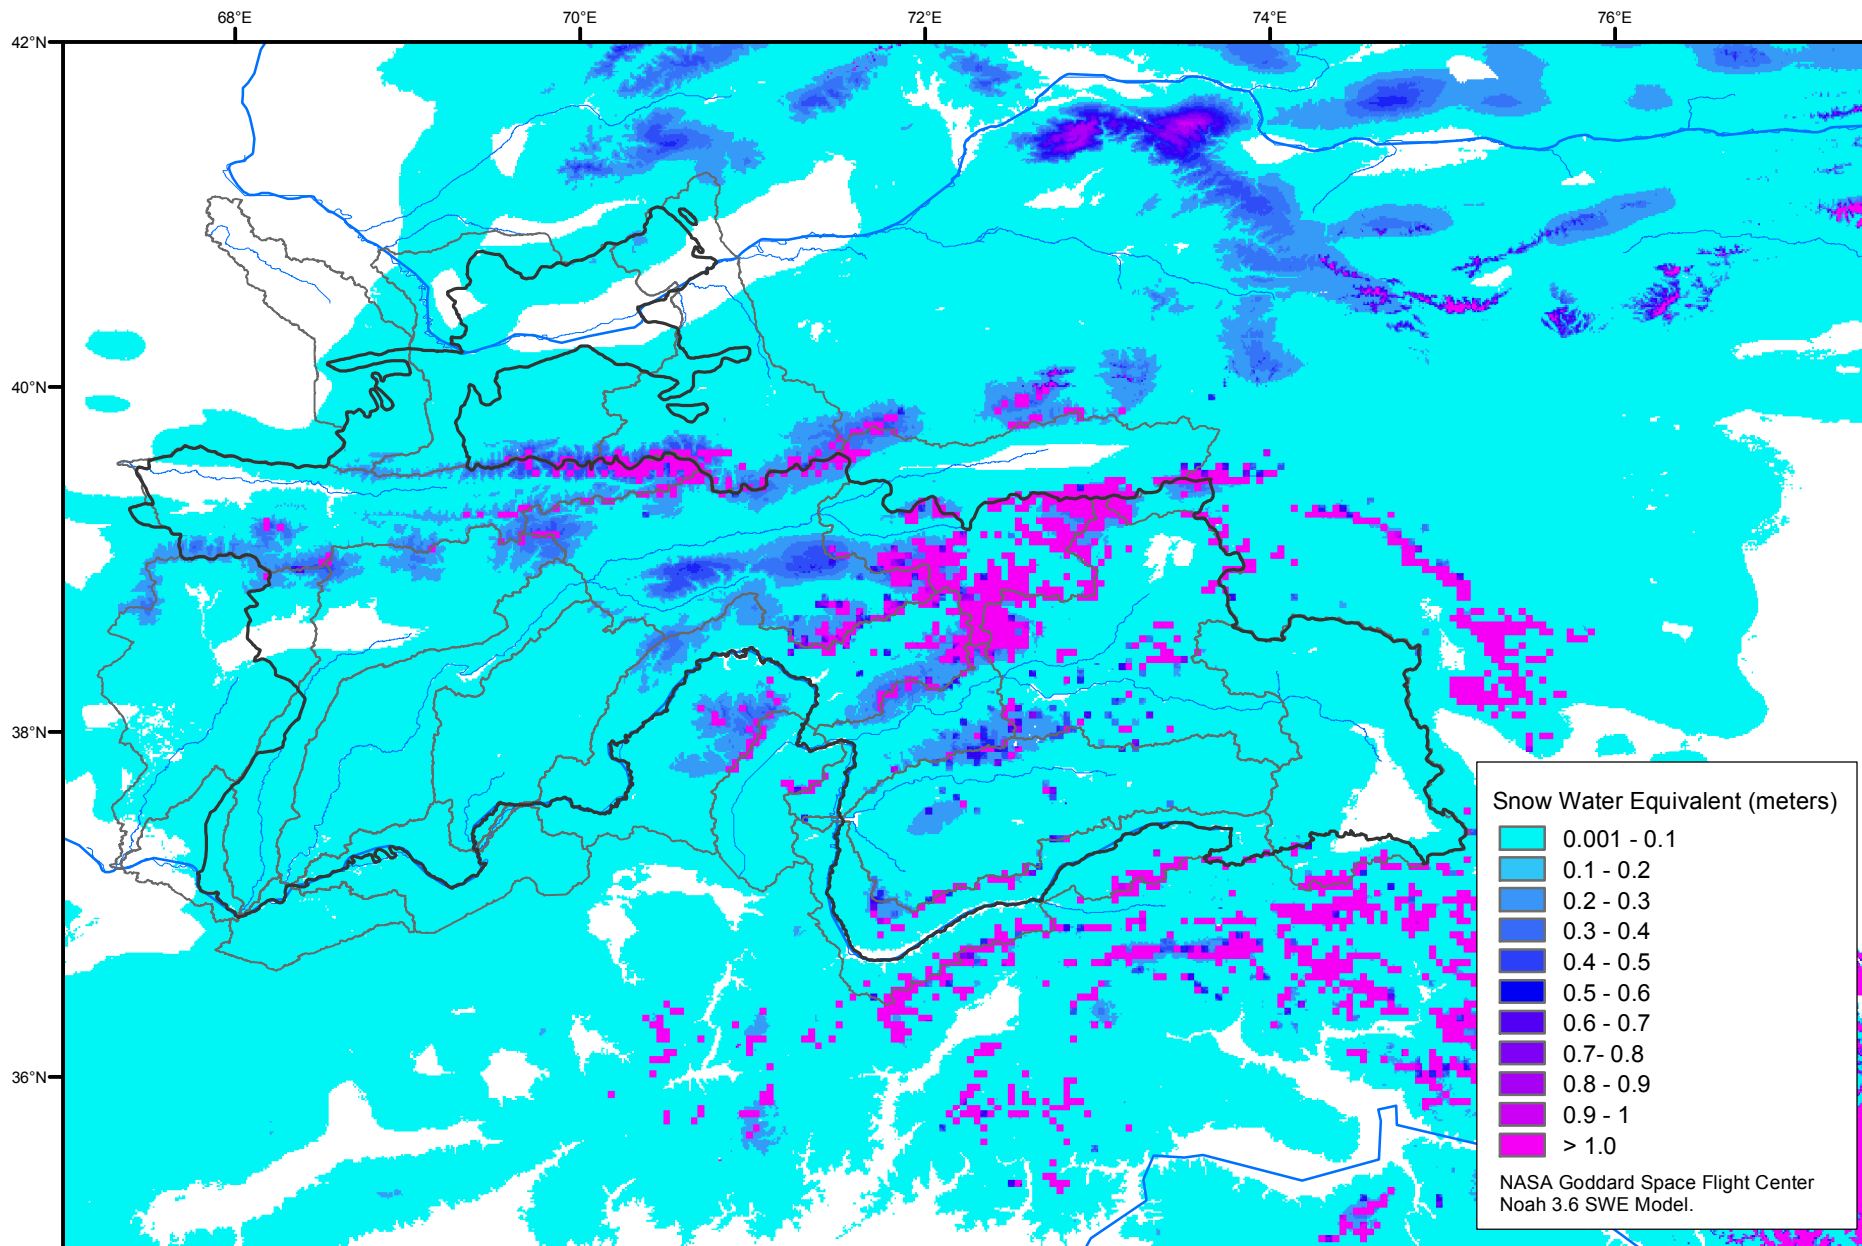 68°E 70°E 72°E 74°E 76°E
42°N
40°N
38°N
36°N
Snow Water Equivalent (meters)
0.001 - 0.1
0.1 - 0.2
0.2 - 0.3
0.3 - 0.4
0.4 - 0.5
0.5 - 0.6
0.6 - 0.7
0.7- 0.8
0.8 - 0.9
0.9 - 1
> 1.0
NASA Goddard Space Flight Center
Noah 3.6 SWE Model.